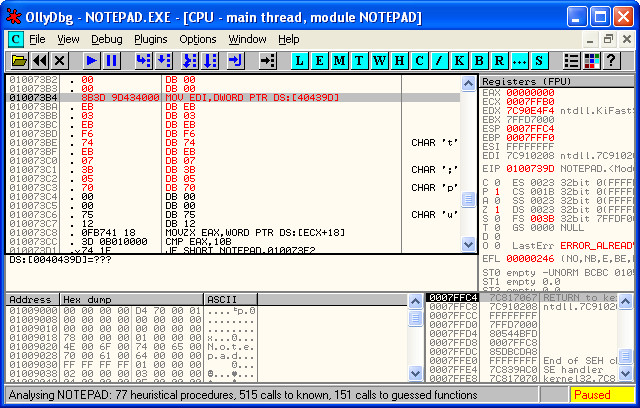 OllyDbg - NOTEPAD.EXE - [CPU - main thread, module NOTEPAD]
C File View Debug Plugins Options Window Help
L E M T W H C / K B R ... S ?
010073B2 . 00 DB 00
010073B3 . 00 DB 00
010073B4 8B3D 9D434000 MOV EDI,DWORD PTR DS:[40439D]
010073BA . EB DB EB
010073BB . 03 DB 03
010073BC . EB DB EB
010073BD . F6 DB F6
010073BE . 74 DB 74 CHAR 't'
010073BF . EB DB EB
010073C0 . 07 DB 07
010073C1 . 3B DB 3B CHAR ';'
010073C2 . 05 DB 05
010073C3 . 70 DB 70 CHAR 'p'
010073C4 . 00 DB 00
010073C5 . 00 DB 00
010073C6 . 75 DB 75 CHAR 'u'
010073C7 . 12 DB 12
010073C8 . 0FB741 18 MOVZX EAX,WORD PTR DS:[ECX+18]
010073CC . 3D 0B010000 CMP EAX,10B
JE SHORT NOTEPAD.010073F2
DS:[0040439D]=???
Registers (FPU)
EAX 00000000
ECX 0007FFB0
EDX 7C90E4F4 ntdll.KiFast
EBX 7FFD7000
ESP 0007FFC4
EBP 0007FFF0
ESI FFFFFFFF
EDI 7C910208 ntdll.7C910
EIP 0100739D NOTEPAD.<Mod
C 0 ES 0023 32bit 0(FFFFF
P 1 CS 001B 32bit 0(FFFFF
A 0 SS 0023 32bit 0(FFFFF
Z 1 DS 0023 32bit 0(FFFFF
S 0 FS 003B 32bit 7FFDF00
T 0 GS 0000 NULL
D 0
O 0 LastErr ERROR_ALREADY
EFL 00000246 (NO,NB,E,BE,
ST0 empty -UNORM BCBC 010
ST1 empty 0.0
Address Hex dump ASCII
01009000 00 00 00 00 D4 70 00 01
01009008 00 00 00 00 00 00 00 00
01009010 00 00 00 00 00 00 00 00
01009018 78 00 00 01 00 00 00 00
01009020 4E 00 6F 00 74 00 65 00 N.o.t.e.
01009028 70 00 61 00 64 00 00 00 p.a.d...
01009030 FF FF FF FF 01 00 00 00
01009038 02 00 00 00 03 00 00 00
0007FFC4 7C817067 RETURN to ke
0007FFC8 7C910208 ntdll.7C9102
0007FFCC FFFFFFFF
0007FFD0 7FFD7000
0007FFD4 80544BFD
0007FFD8 0007FFC8
0007FFDC 85DBCDA8
0007FFE0 FFFFFFFF End of SEH c
0007FFE4 7C839AC0 SE handler
0007FFE8 7C817070 kernel32.7C8
Analysing NOTEPAD: 77 heuristical procedures, 515 calls to known, 151 calls to guessed functions Paused